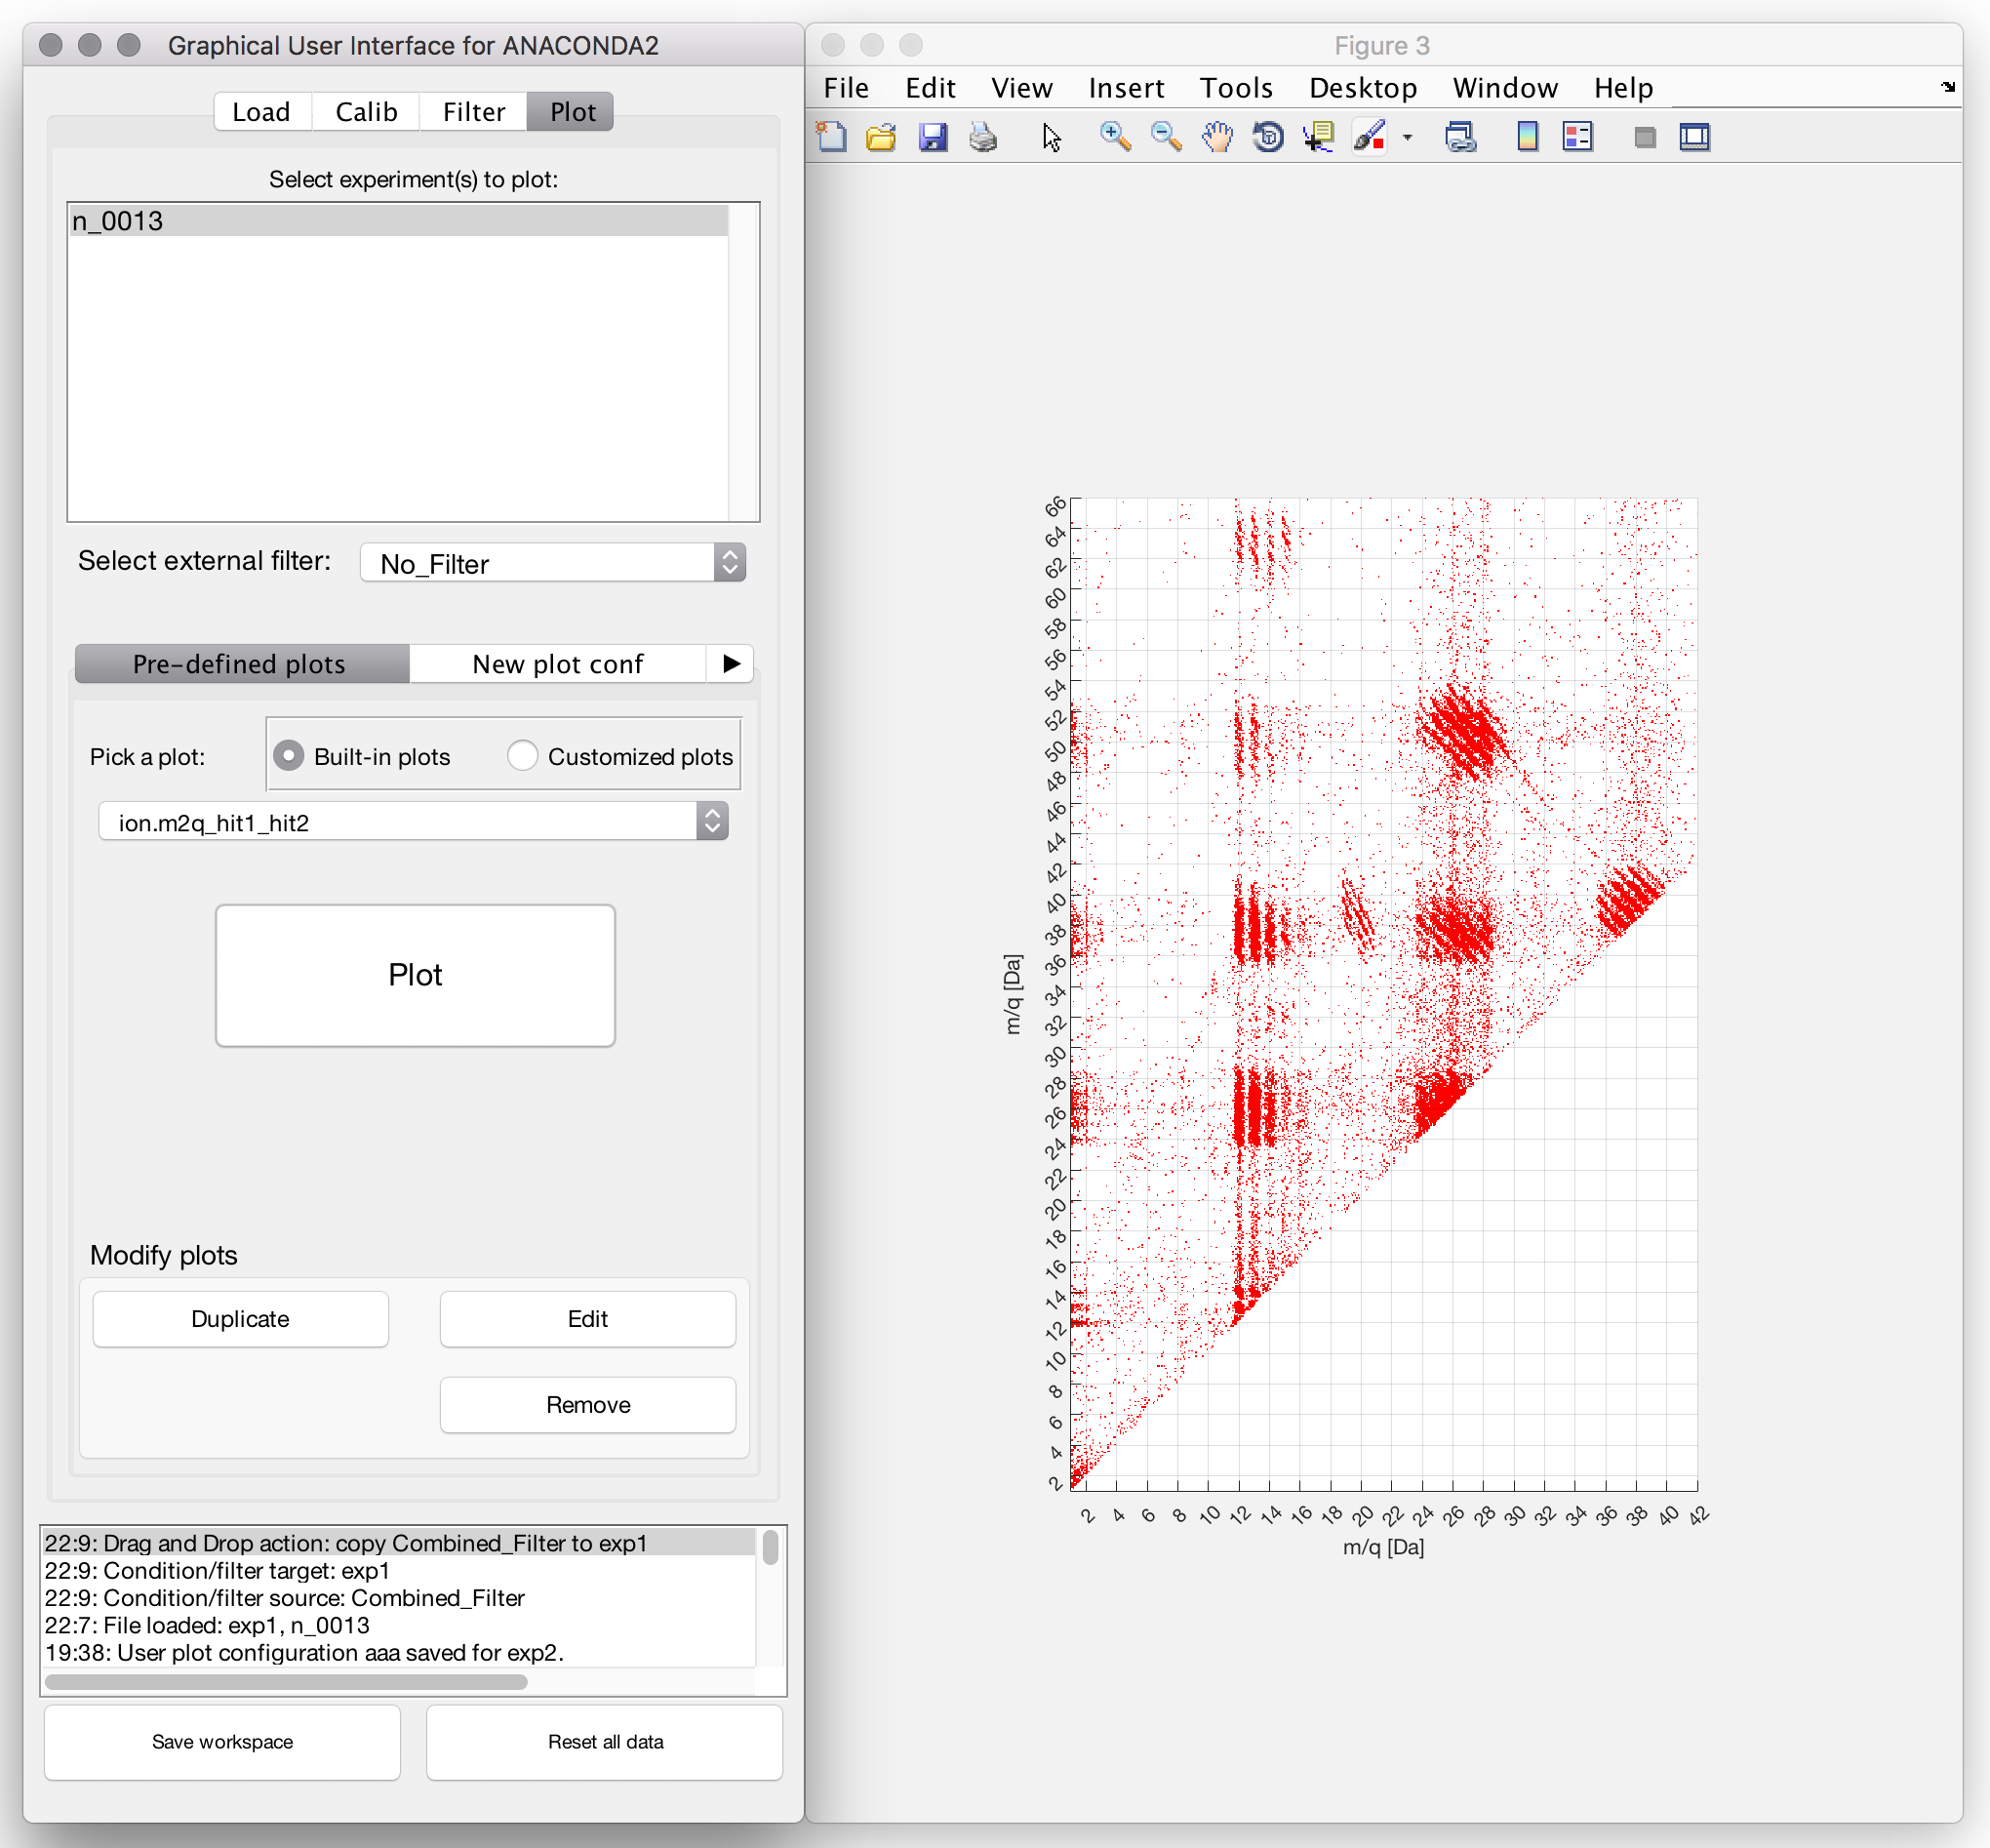 Graphical User Interface for ANACONDA2
Load Calib Filter Plot
Select experiment(s) to plot:
n_0013
Select external filter: No_Filter
Pre-defined plots New plot conf
Pick a plot: Built-in plots Customized plots
ion.m2q_hit1_hit2
Plot
Modify plots
Duplicate Edit
Remove
22:9: Drag and Drop action: copy Combined_Filter to exp1
22:9: Condition/filter target: exp1
22:9: Condition/filter source: Combined_Filter
22:7: File loaded: exp1, n_0013
19:38: User plot configuration aaa saved for exp2.
Save workspace Reset all data
Figure 3
File Edit View Insert Tools Desktop Window Help
66
64
62
60
58
56
54
52
50
48
46
44
42
40
38
36
34
32
30
28
26
24
22
20
18
16
14
12
10
8
6
4
2
m/q [Da]
2 4 6 8 10 12 14 16 18 20 22 24 26 28 30 32 34 36 38 40 42
m/q [Da]